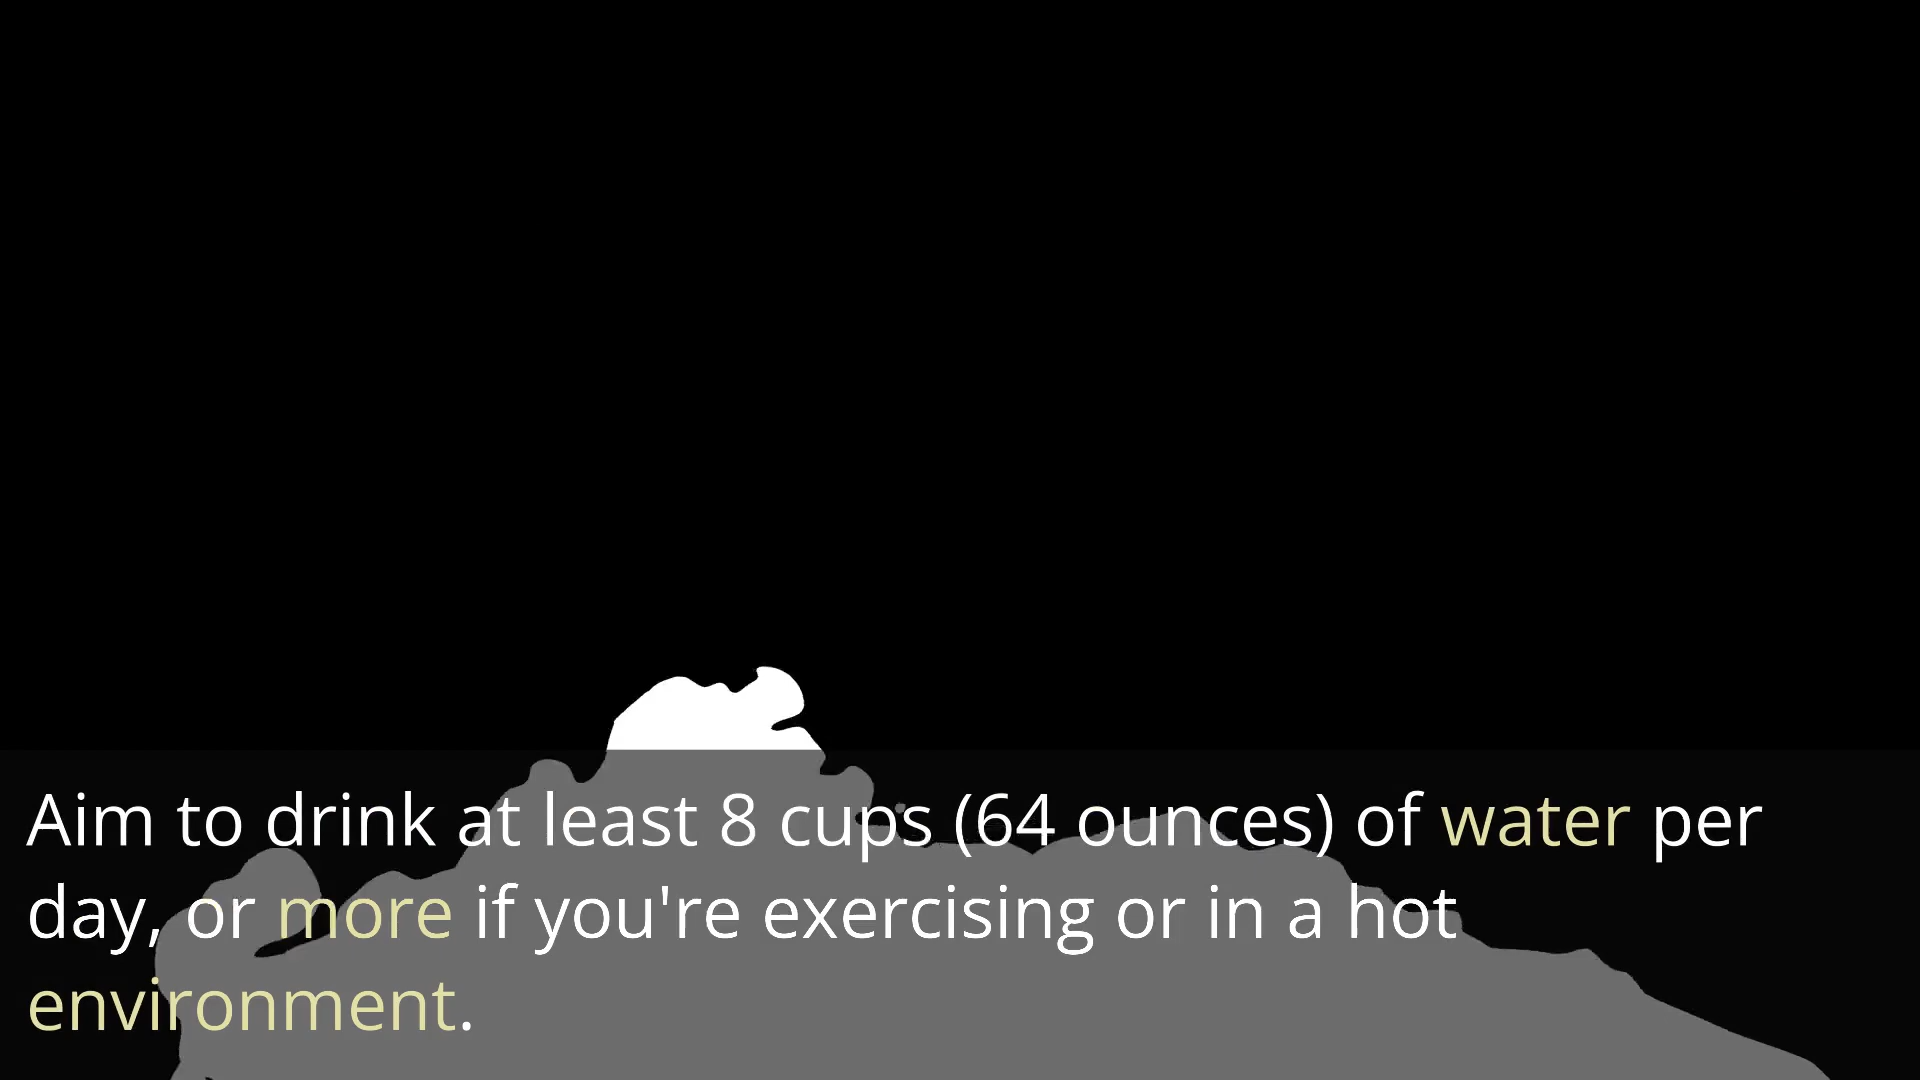 Aim to drink at least 8 cups (64 ounces) of water per
day, or more if you're exercising or in a hot
environment.